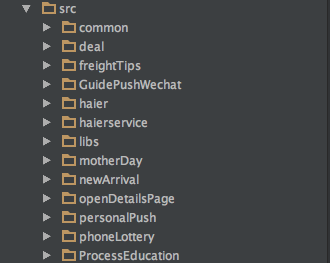 src
common
deal
freightTips
GuidePushWechat
haier
haierservice
libs
motherDay
newArrival
openDetailsPage
personalPush
phoneLottery
ProcessEducation